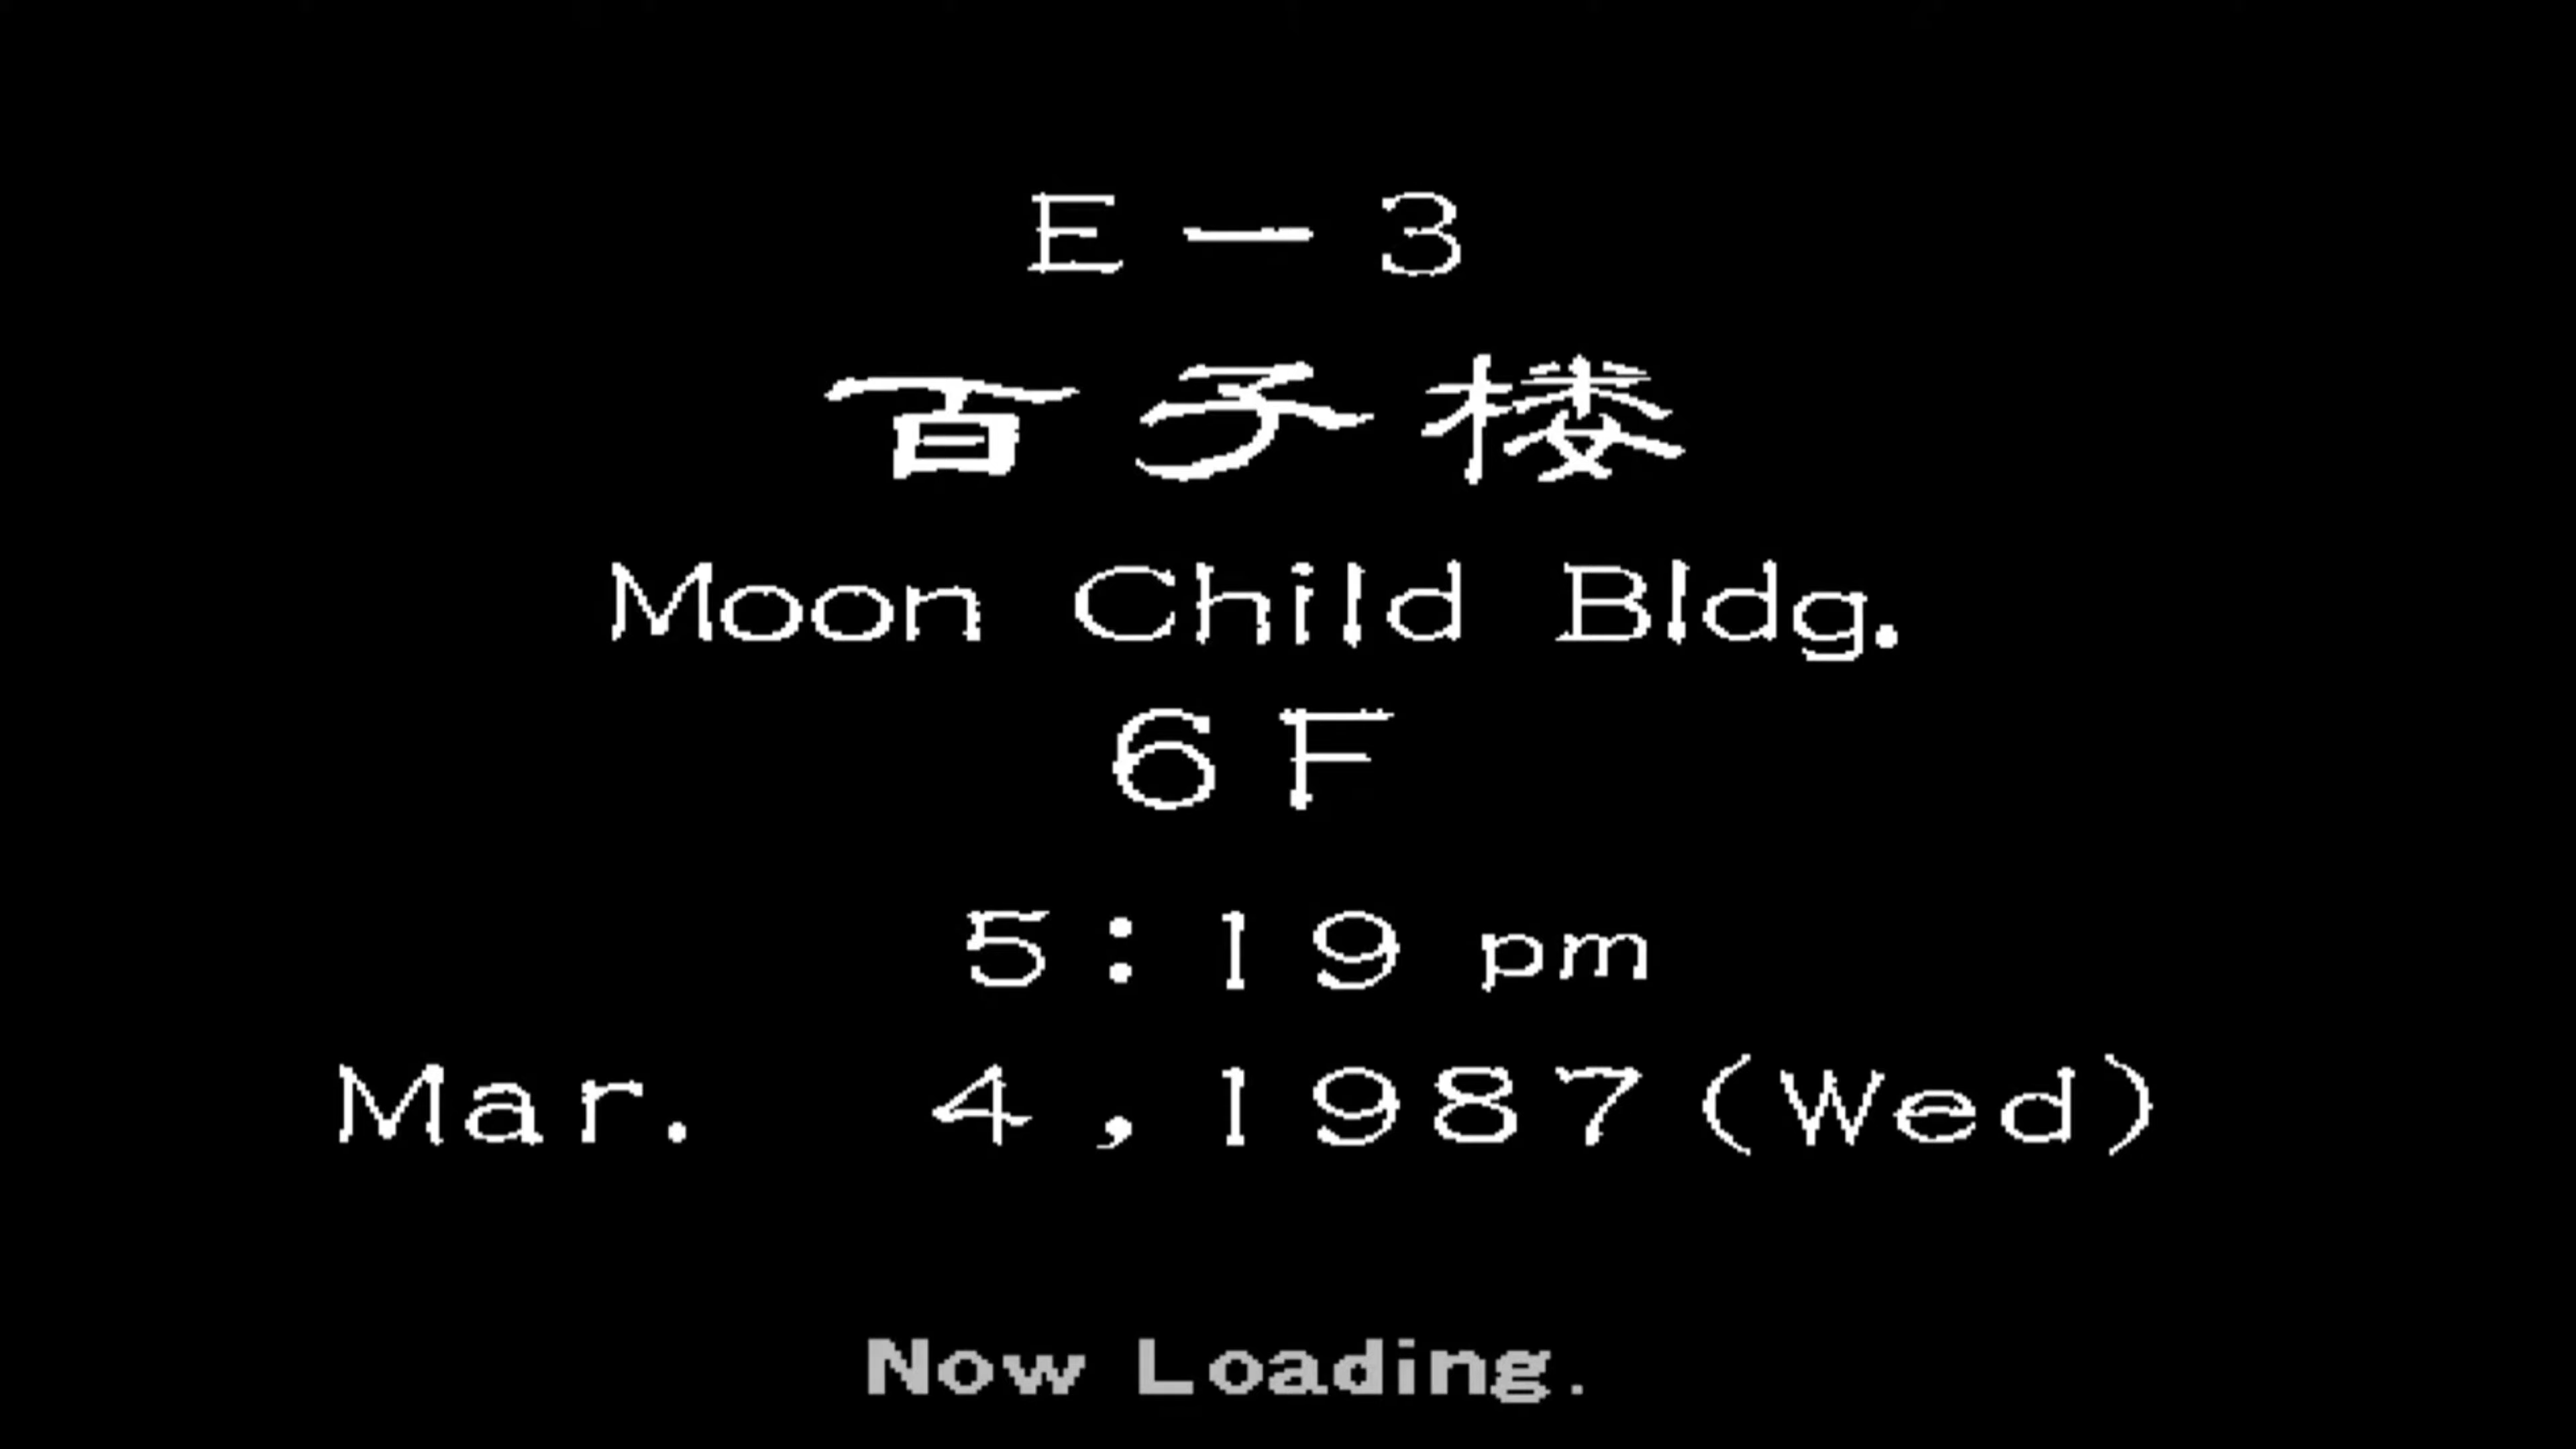 E－3
百子楼
Moon Child Bldg.
6F
5:19 pm
Mar. 4,1987(Wed)
Now Loading.